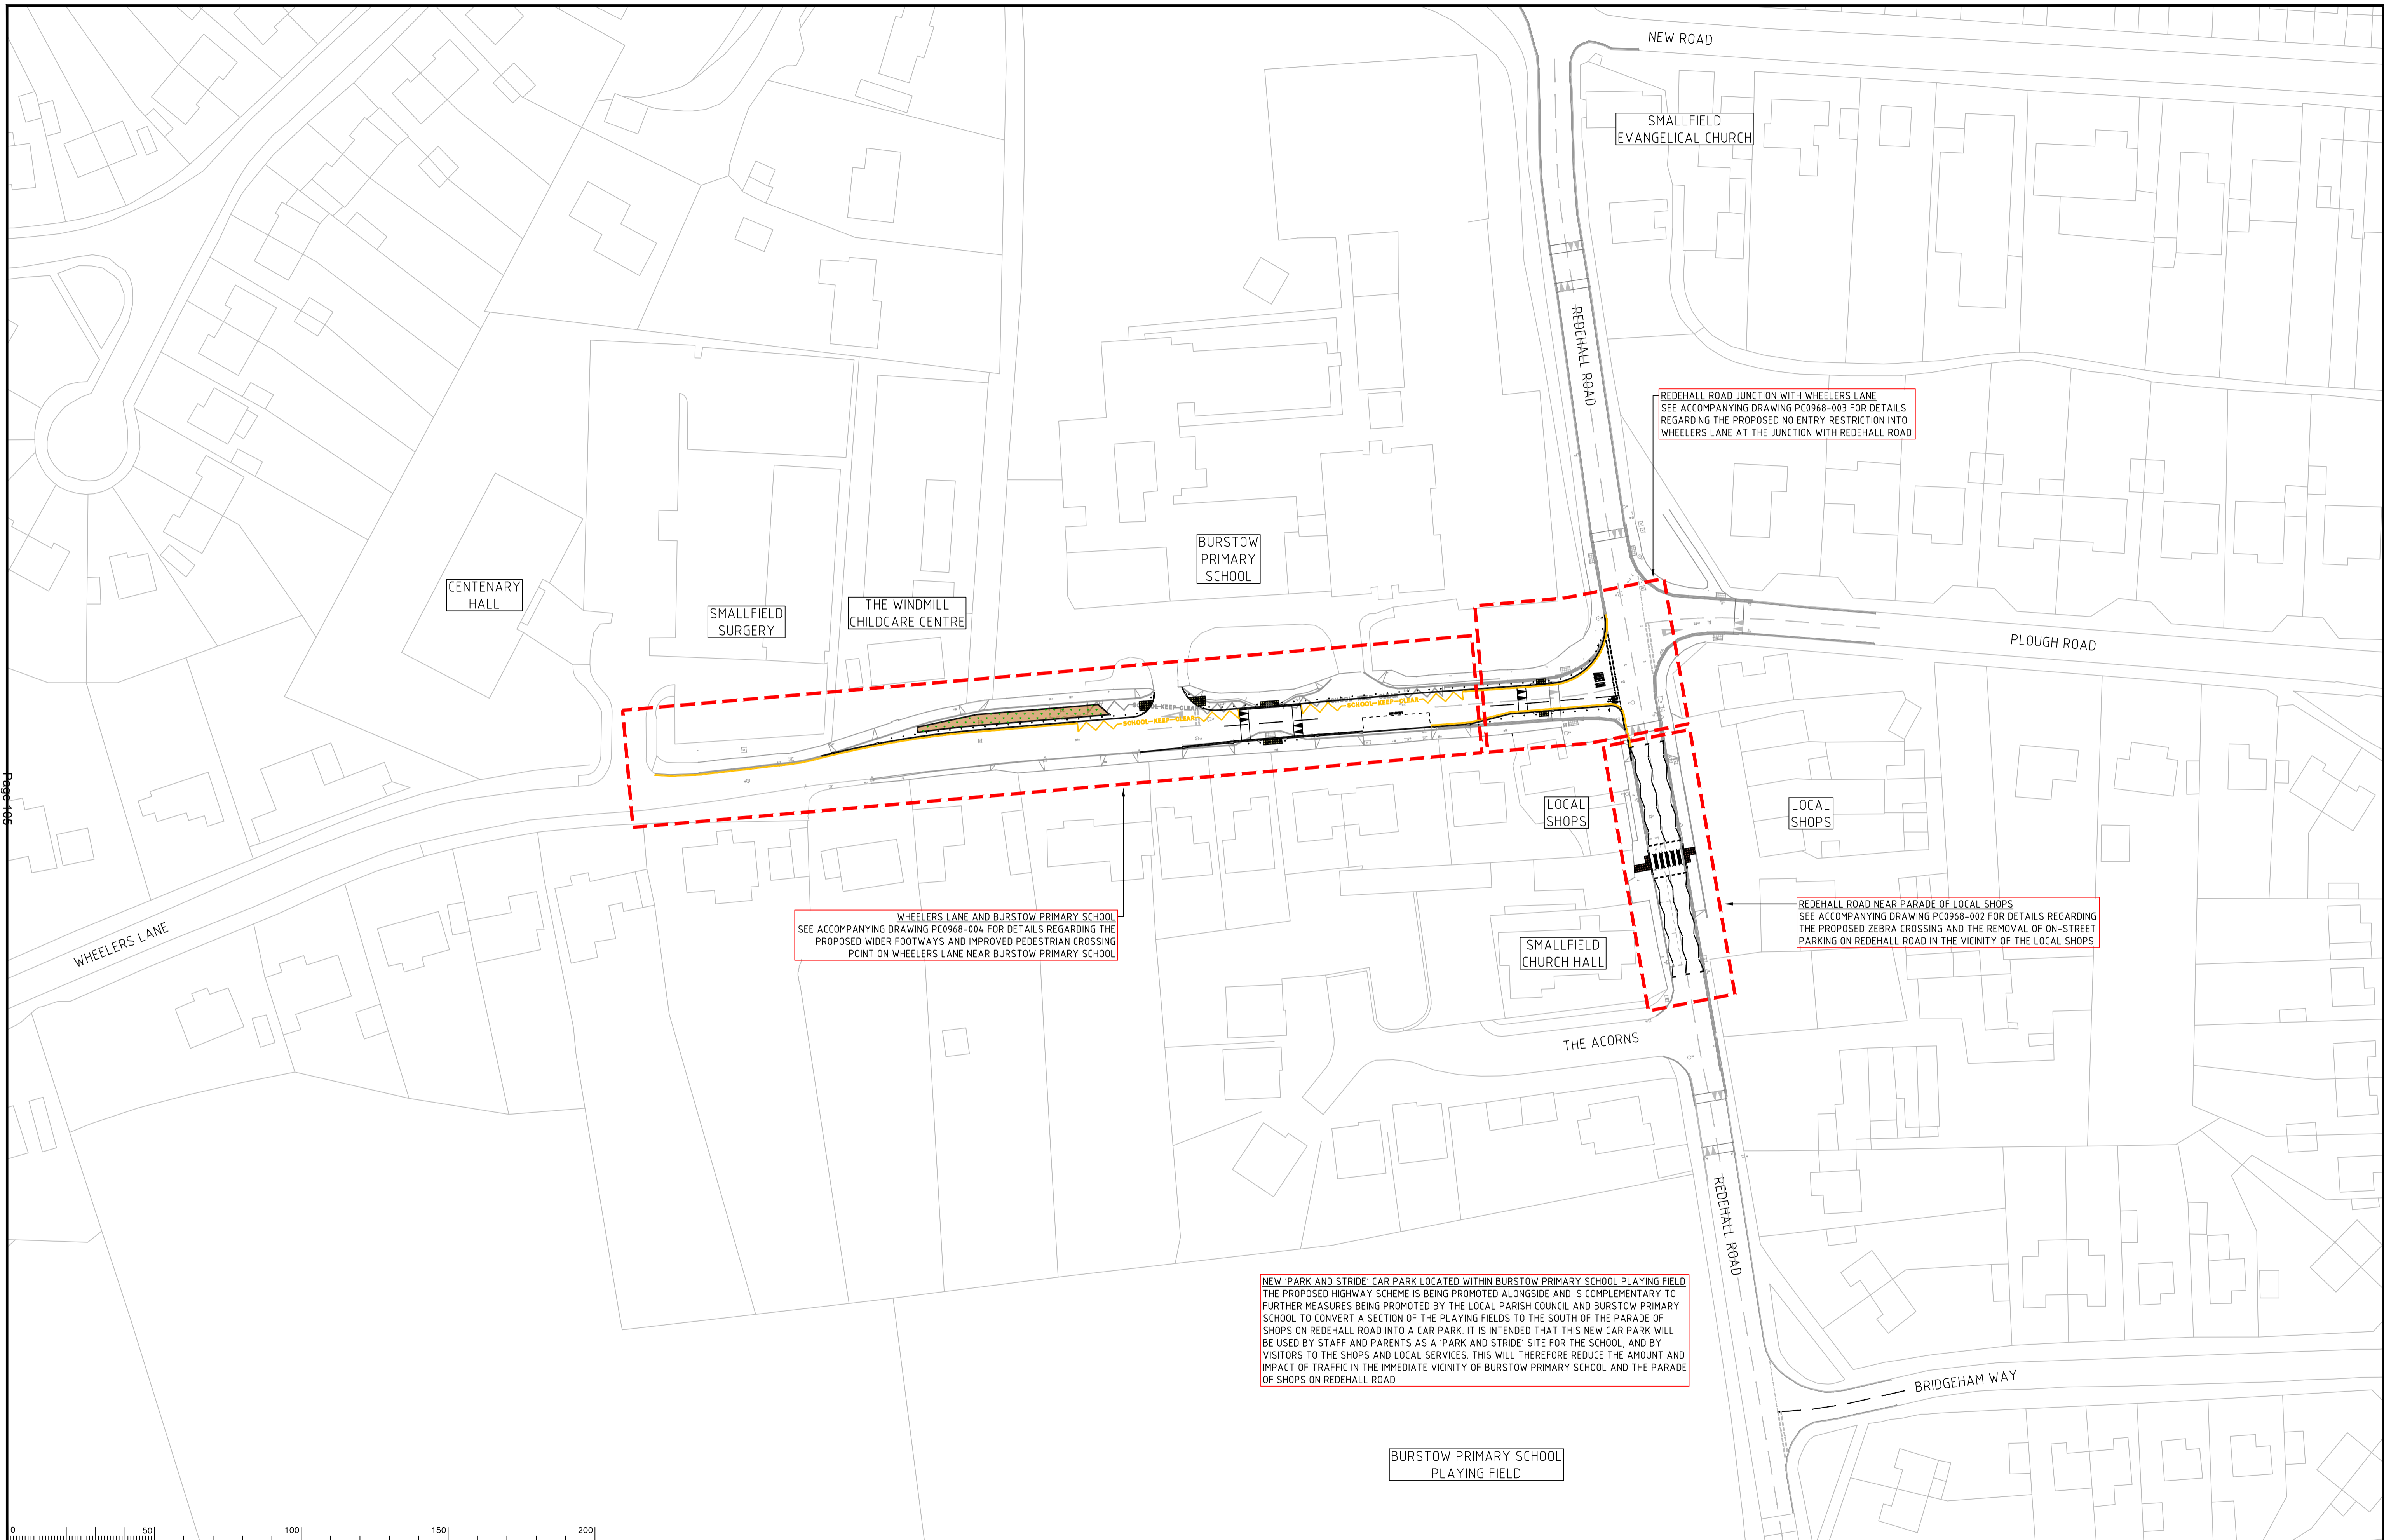 NEW ROAD
SMALLFIELD
EVANGELICAL CHURCH
REDEHALL ROAD
REDEHALL ROAD JUNCTION WITH WHEELERS LANE
SEE ACCOMPANYING DRAWING PC0968-003 FOR DETAILS
REGARDING THE PROPOSED NO ENTRY RESTRICTION INTO
WHEELERS LANE AT THE JUNCTION WITH REDEHALL ROAD
BURSTOW
PRIMARY
SCHOOL
CENTENARY
HALL
SMALLFIELD
SURGERY
THE WINDMILL
CHILDCARE CENTRE
PLOUGH ROAD
SCHOOL-KEEP-CLEAR
SCHOOL-KEEP-CLEAR
SCHOOL-KEEP-CLEAR
LOCAL
SHOPS
LOCAL
SHOPS
Page 105
WHEELERS LANE
WHEELERS LANE AND BURSTOW PRIMARY SCHOOL
SEE ACCOMPANYING DRAWING PC0968-004 FOR DETAILS REGARDING THE
PROPOSED WIDER FOOTWAYS AND IMPROVED PEDESTRIAN CROSSING
POINT ON WHEELERS LANE NEAR BURSTOW PRIMARY SCHOOL
REDEHALL ROAD NEAR PARADE OF LOCAL SHOPS
SEE ACCOMPANYING DRAWING PC0968-002 FOR DETAILS REGARDING
THE PROPOSED ZEBRA CROSSING AND THE REMOVAL OF ON-STREET
PARKING ON REDEHALL ROAD IN THE VICINITY OF THE LOCAL SHOPS
SMALLFIELD
CHURCH HALL
THE ACORNS
REDEHALL ROAD
NEW 'PARK AND STRIDE' CAR PARK LOCATED WITHIN BURSTOW PRIMARY SCHOOL PLAYING FIELD
THE PROPOSED HIGHWAY SCHEME IS BEING PROMOTED ALONGSIDE AND IS COMPLEMENTARY TO
FURTHER MEASURES BEING PROMOTED BY THE LOCAL PARISH COUNCIL AND BURSTOW PRIMARY
SCHOOL TO CONVERT A SECTION OF THE PLAYING FIELDS TO THE SOUTH OF THE PARADE OF
SHOPS ON REDEHALL ROAD INTO A CAR PARK. IT IS INTENDED THAT THIS NEW CAR PARK WILL
BE USED BY STAFF AND PARENTS AS A 'PARK AND STRIDE' SITE FOR THE SCHOOL, AND BY
VISITORS TO THE SHOPS AND LOCAL SERVICES. THIS WILL THEREFORE REDUCE THE AMOUNT AND
IMPACT OF TRAFFIC IN THE IMMEDIATE VICINITY OF BURSTOW PRIMARY SCHOOL AND THE PARADE
OF SHOPS ON REDEHALL ROAD
BRIDGEHAM WAY
BURSTOW PRIMARY SCHOOL
PLAYING FIELD
0 50 100 150 200